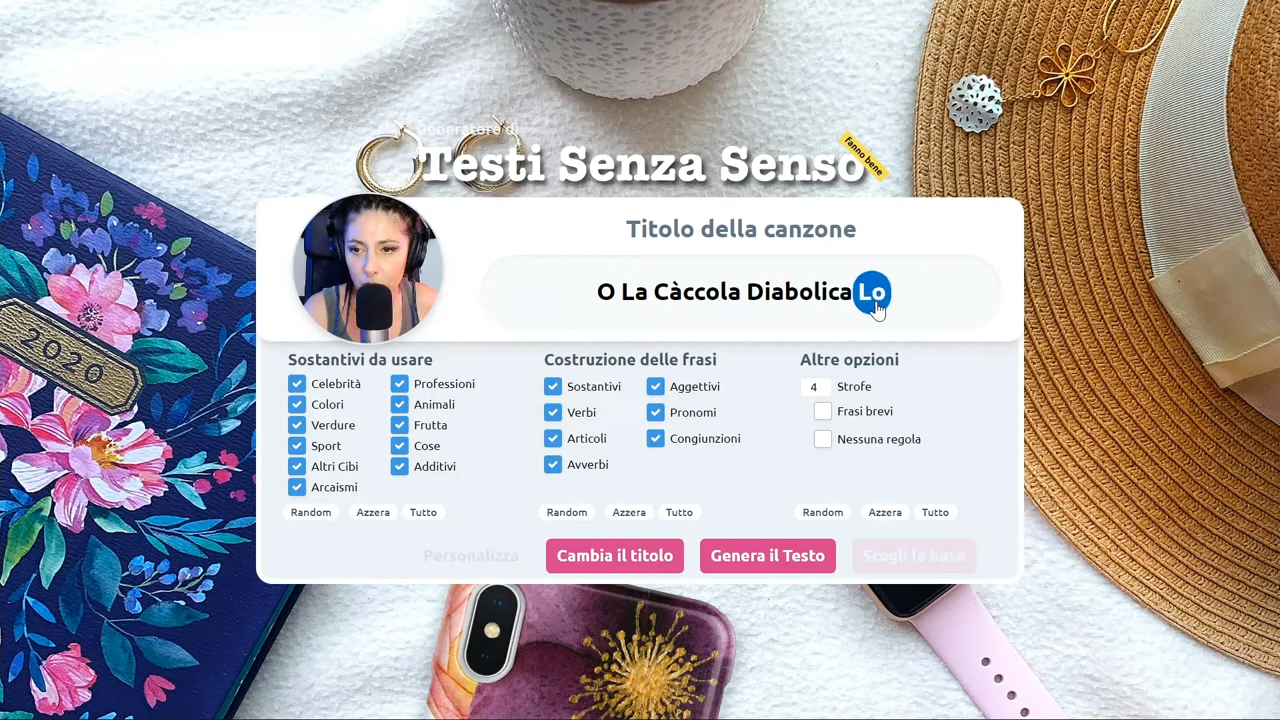 Generatore di
Testi Senza Senso
fanno bene
Titolo della canzone
O La Càccola Diabolica Lo
Sostantivi da usare
Celebrità
Professioni
Colori
Animali
Verdure
Frutta
Sport
Cose
Altri Cibi
Additivi
Arcaismi
Random Azzera Tutto
Costruzione delle frasi
Sostantivi
Aggettivi
Verbi
Pronomi
Articoli
Congiunzioni
Avverbi
Random Azzera Tutto
Altre opzioni
4 Strofe
Frasi brevi
Nessuna regola
Random Azzera Tutto
Personalizza
Cambia il titolo
Genera il Testo
Scegli la base
2020